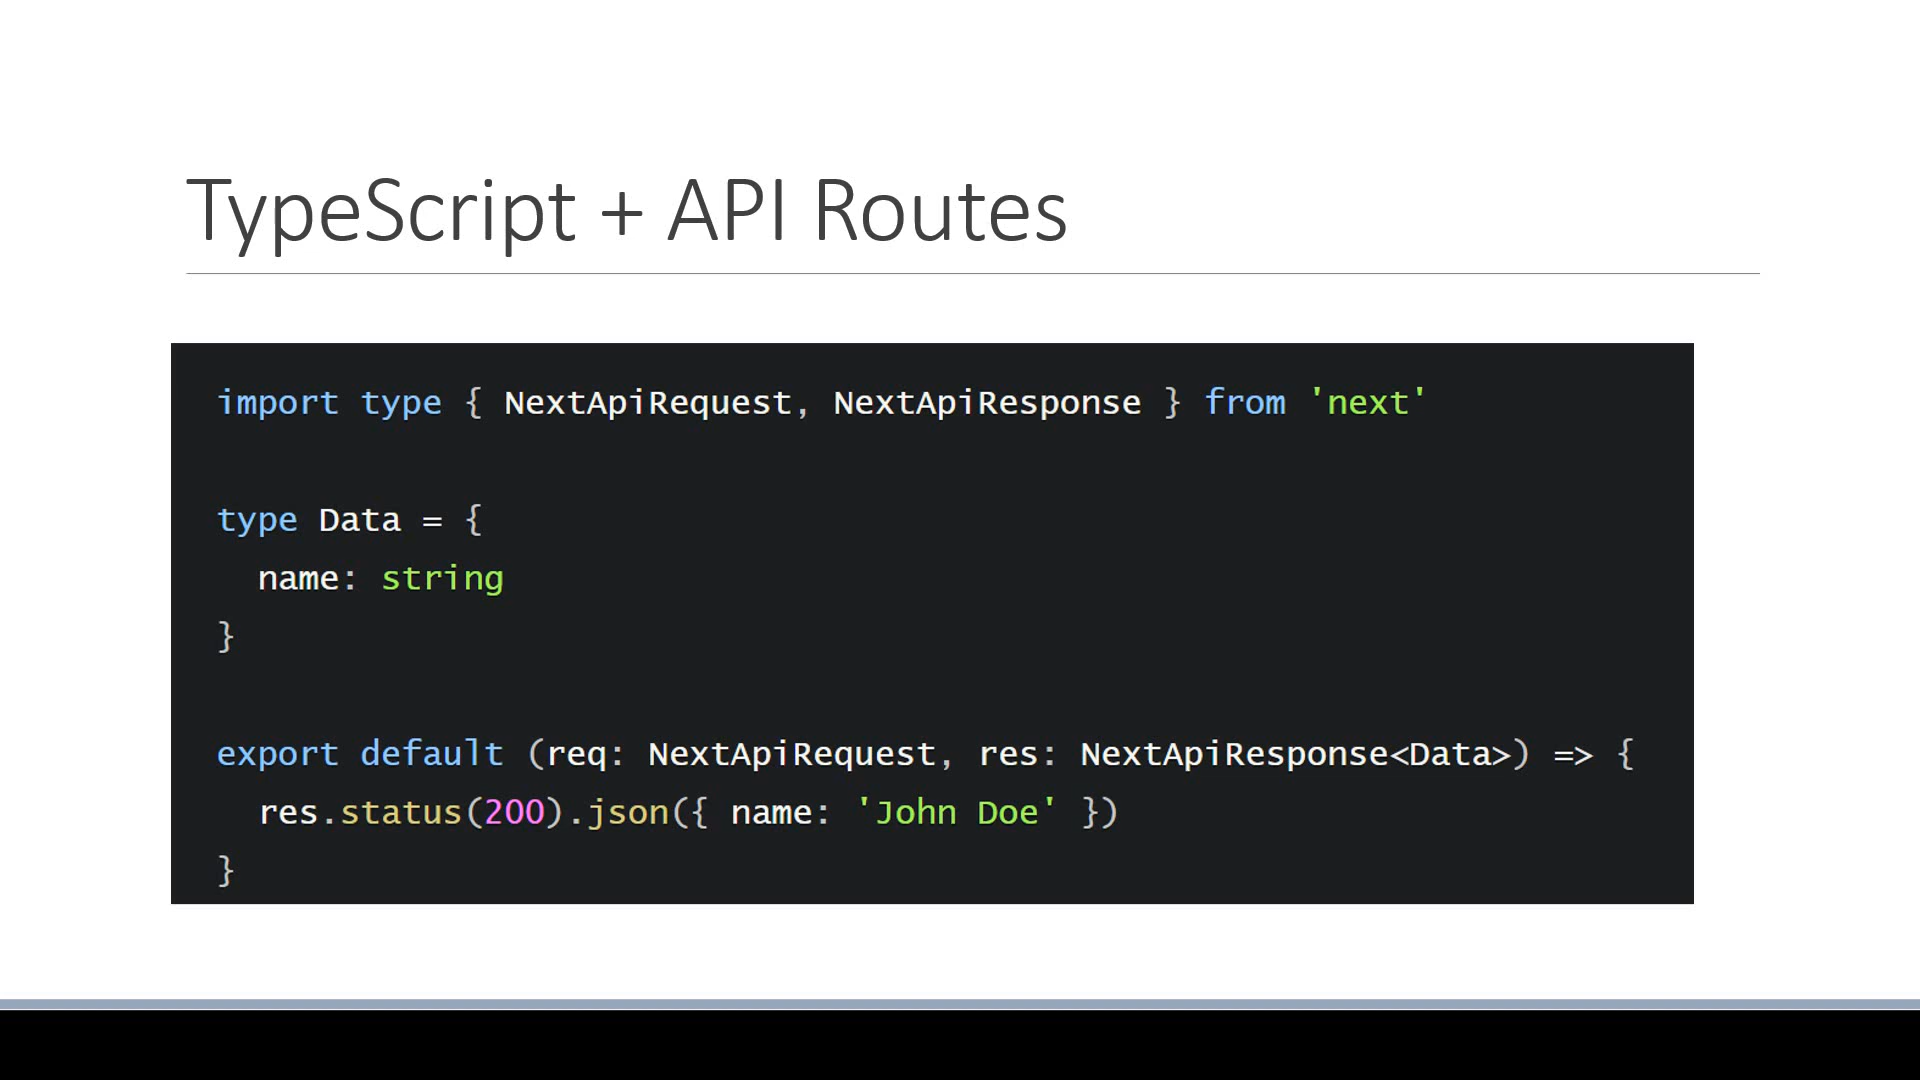 TypeScript + API Routes
import type { NextApiRequest, NextApiResponse } from 'next'
type Data = {
  name: string
}
export default (req: NextApiRequest, res: NextApiResponse<Data>) => {
  res.status(200).json({ name: 'John Doe' })
}